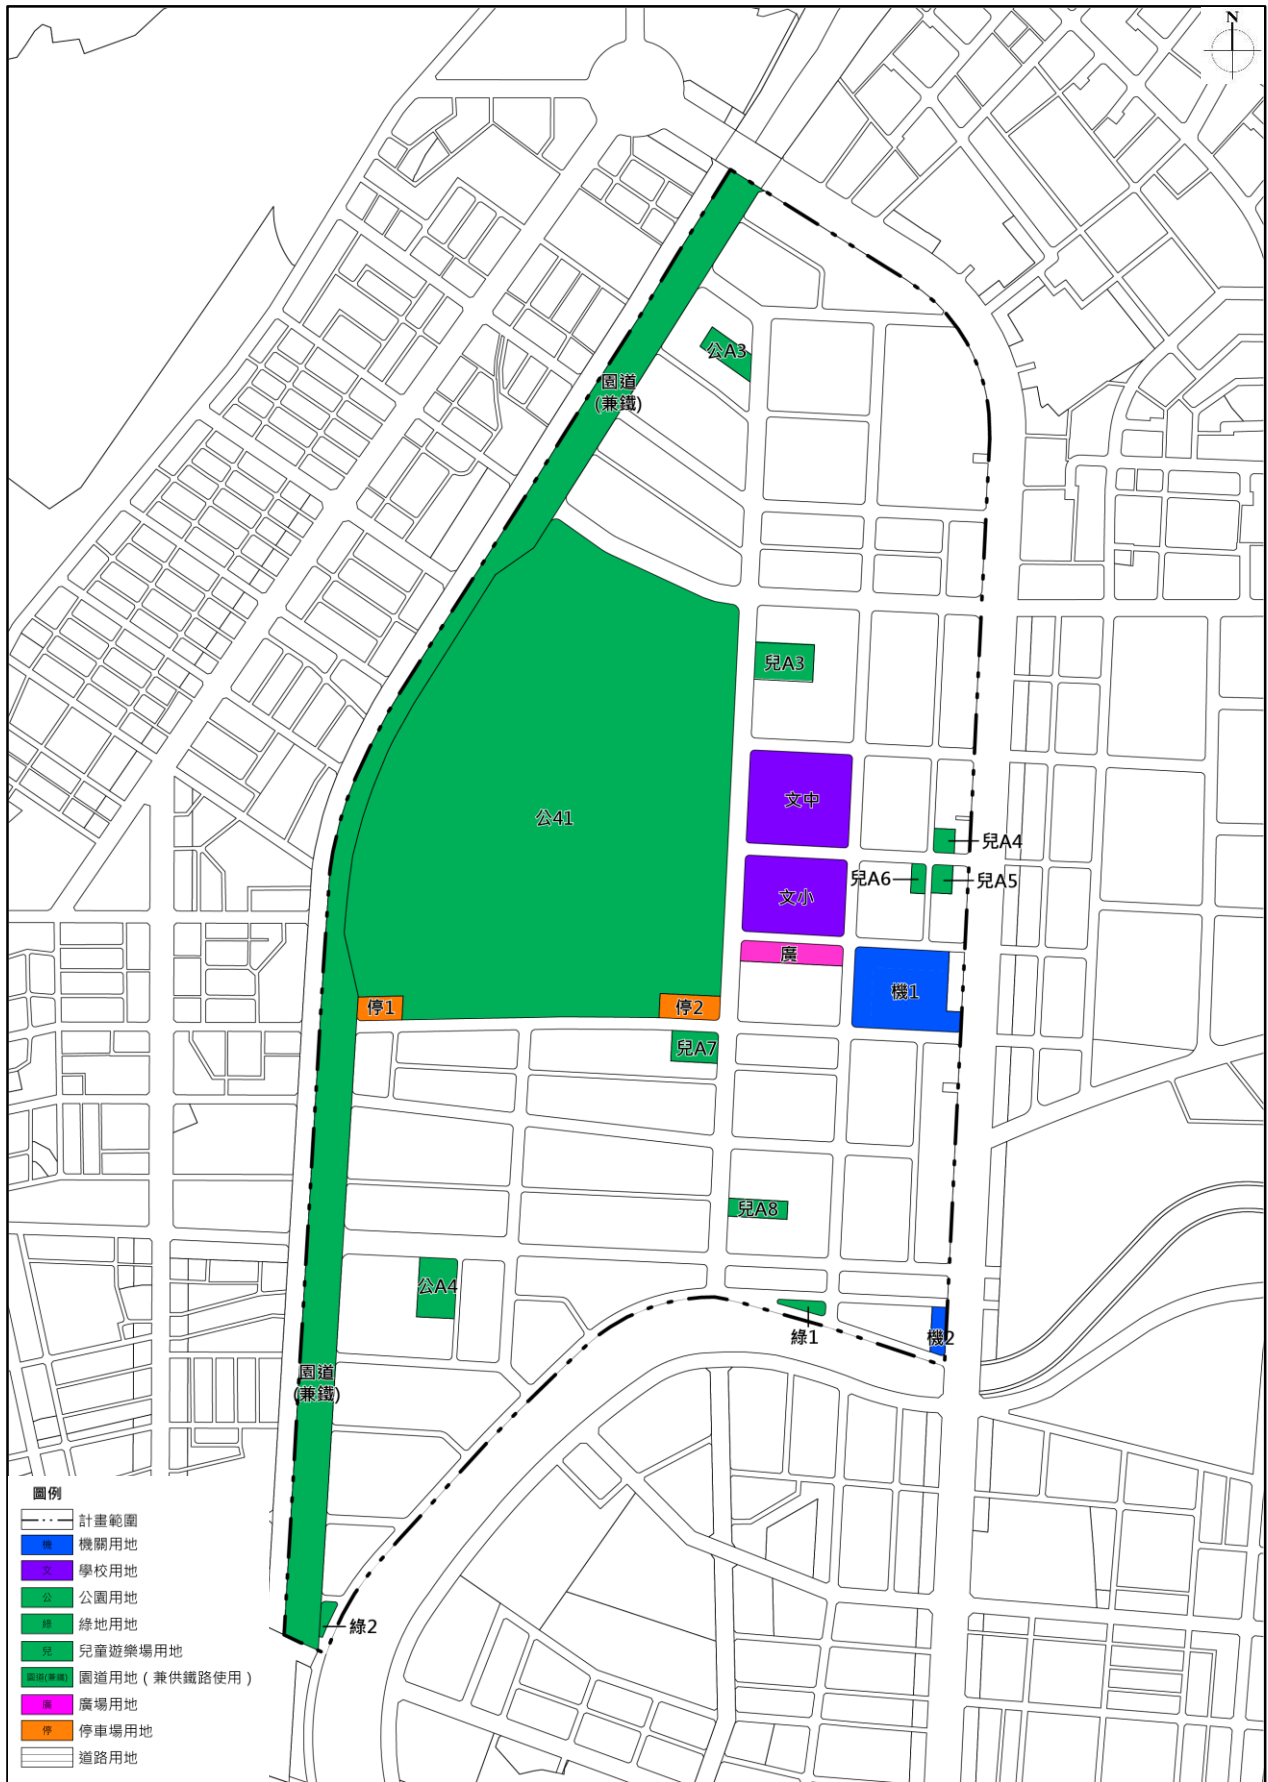 N
公A3
園道
(兼鐵)
兒A3
文中
公41
兒A4
兒A6
兒A5
文小
廣
機1
停1
停2
兒A7
兒A8
公A4
綠1
機2
園道
(兼鐵)
綠2
圖例
計畫範圍
機 機關用地
文 學校用地
公 公園用地
綠 綠地用地
兒 兒童遊樂場用地
園道(兼鐵) 園道用地（兼供鐵路使用）
廣 廣場用地
停 停車場用地
道路用地